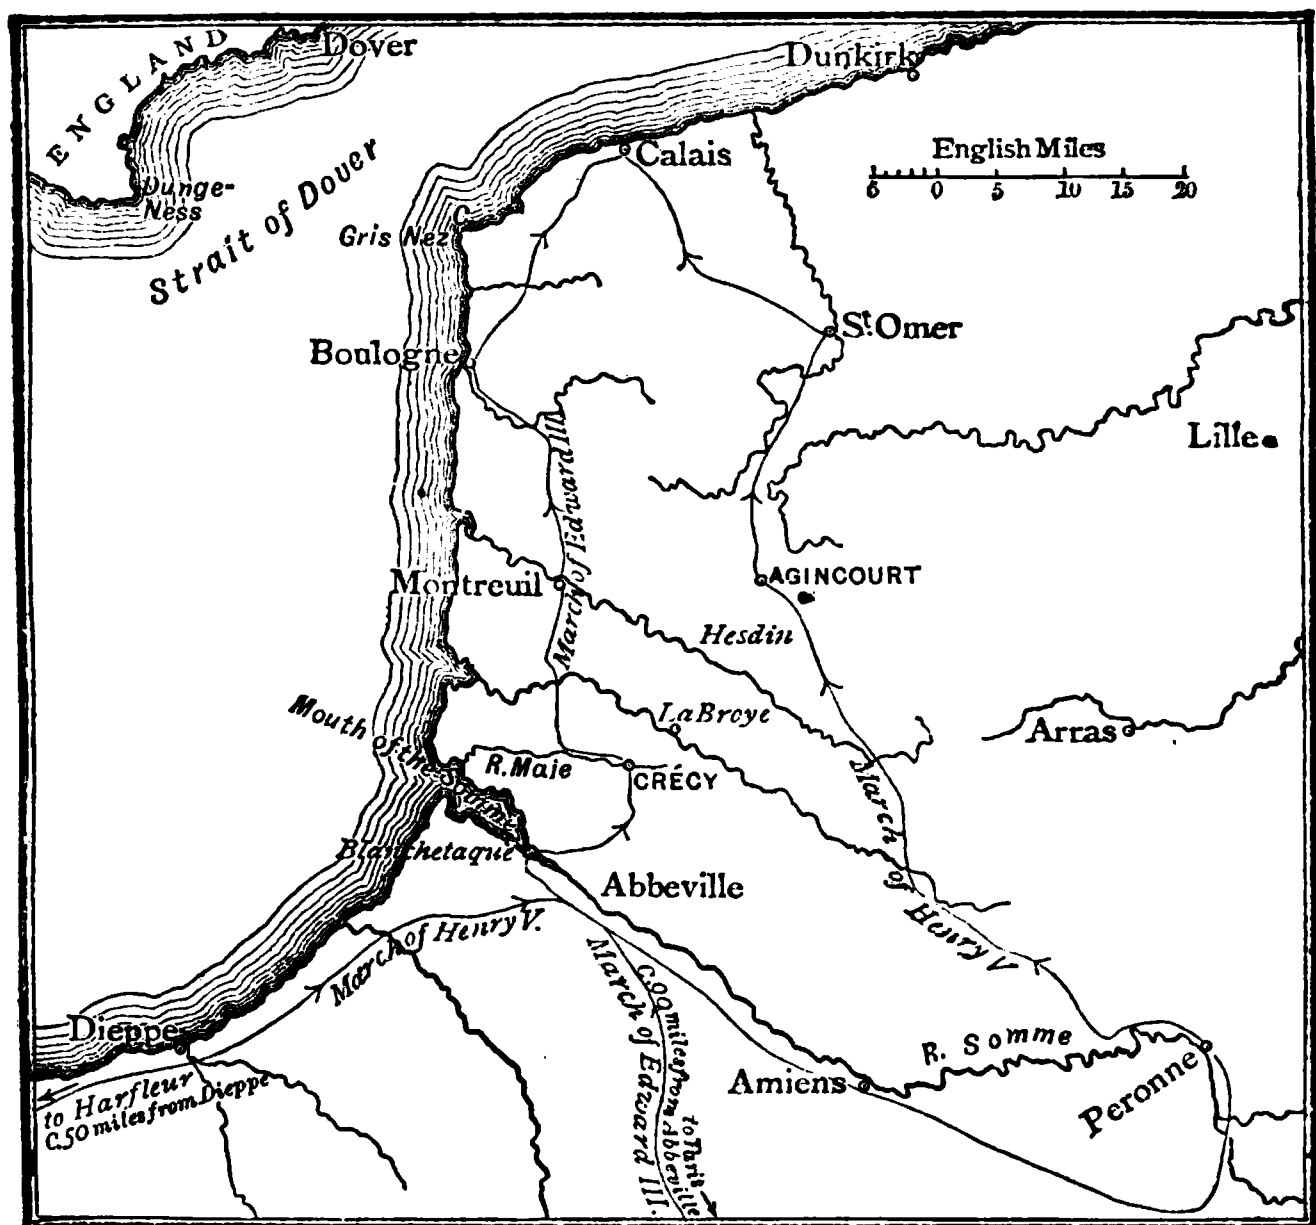 ENGLAND
Dover
Dunkirk
Calais
English Miles
5 0 5 10 15 20
Dunge-
Ness
Strait of Dover
Gris Nez
St. Omer
Boulogne
Lille
March of Edward III.
AGINCOURT
Montreuil
Hesdin
La Broye
Mouth of the Somme
Arras
R. Maie
CRÉCY
Blanchetaque
Abbeville
March of Henry V.
March of Henry V
March of Edward III.
C. 90 miles from Abbeville
to Paris
Dieppe
to Harfleur
C. 50 miles from Dieppe
Amiens
R. Somme
Peronne